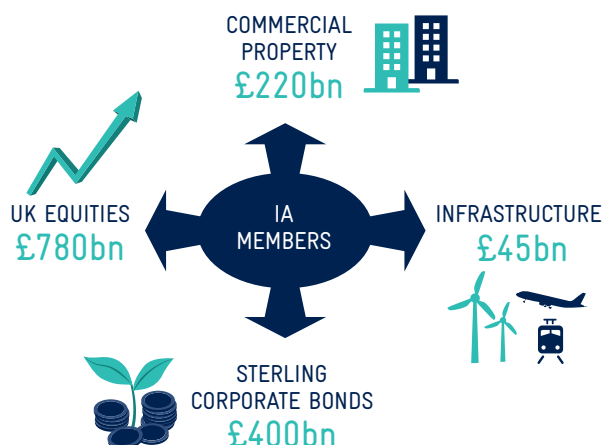 COMMERCIAL
PROPERTY
£220bn
UK EQUITIES
£780bn
IA
MEMBERS
INFRASTRUCTURE
£45bn
STERLING
CORPORATE BONDS
£400bn